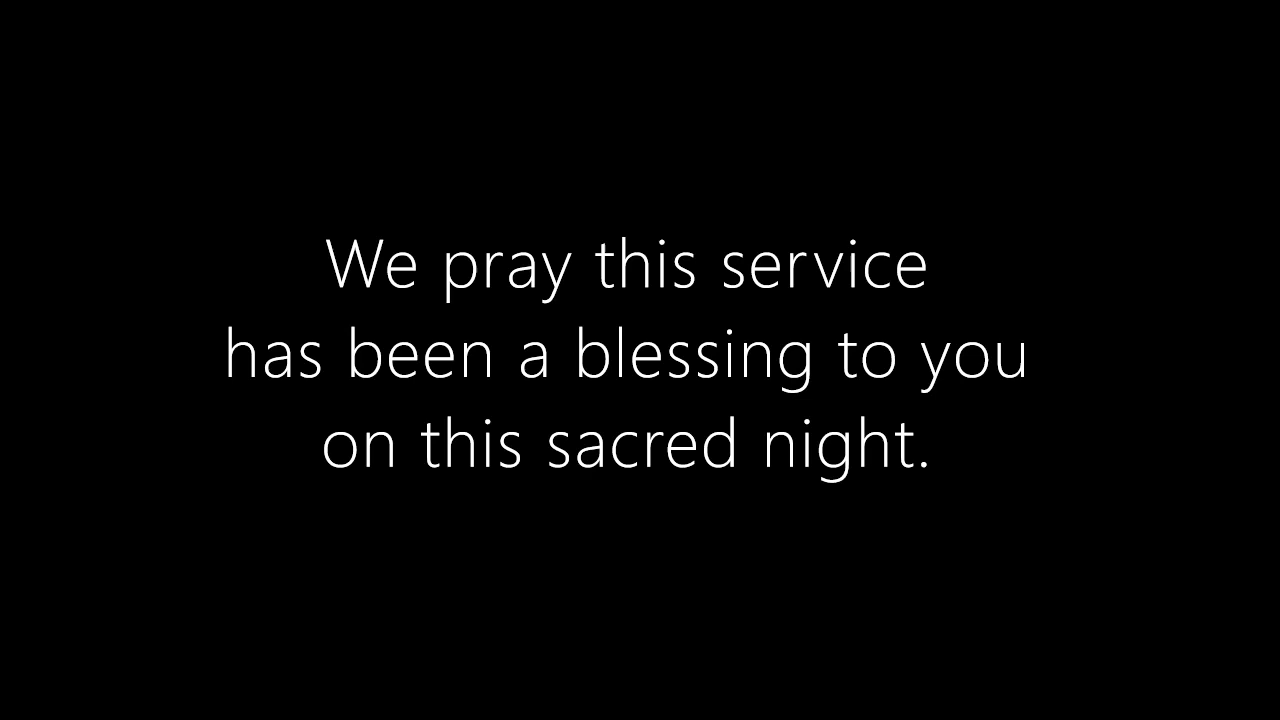 We pray this service
has been a blessing to you
on this sacred night.